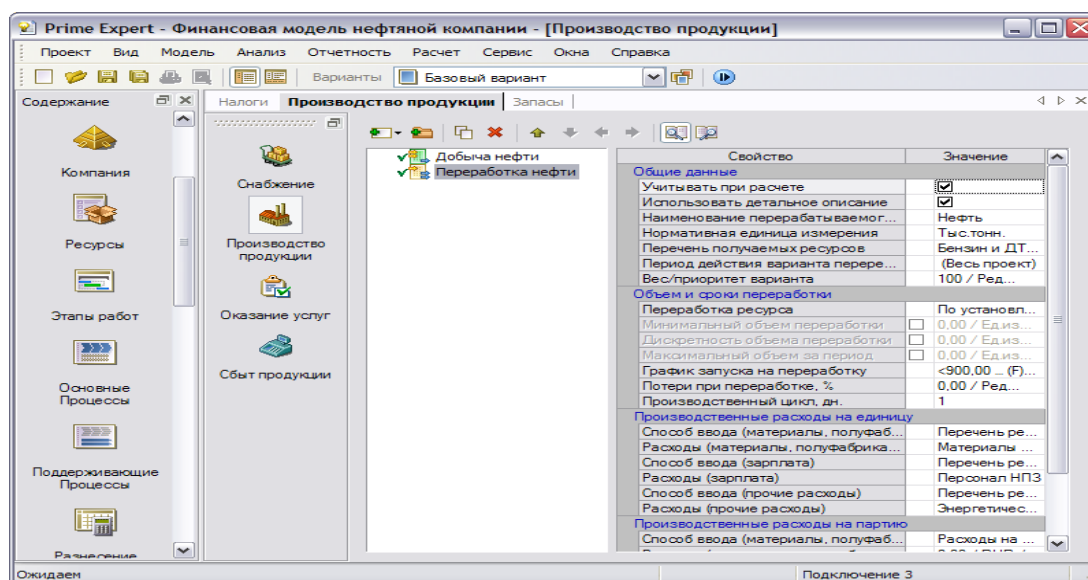 Prime Expert - Финансовая модель нефтяной компании - [Производство продукции]
Проект Вид Модель Анализ Отчетность Расчет Сервис Окна Справка
Варианты Базовый вариант
Содержание
Налоги Производство продукции Запасы
Компания
Ресурсы
Этапы работ
Основные
Процессы
Поддерживающие
Процессы
Разнесение
Снабжение
Производство
продукции
Оказание услуг
Сбыт продукции
Добыча нефти
Переработка нефти
Свойство Значение
Общие данные
Учитывать при расчете
Использовать детальное описание
Наименование перерабатываемог... Нефть
Нормативная единица измерения Тыс.тонн.
Перечень получаемых ресурсов Бензин и ДТ...
Период действия варианта перере... (Весь проект)
Вес/приоритет варианта 100 / Ред...
Объем и сроки переработки
Переработка ресурса По установл...
Минимальный объем переработки 0,00 / Ед.из...
Дискретность объема переработки 0,00 / Ед.из...
Максимальный объем за период 0,00 / Ед.из...
График запуска на переработку <900,00 ... (F)...
Потери при переработке, % 0,00 / Ред...
Производственный цикл, дн. 1
Производственные расходы на единицу
Способ ввода (материалы, полуфаб... Перечень ре...
Расходы (материалы, полуфабрика... Материалы ...
Способ ввода (зарплата) Перечень ре...
Расходы (зарплата) Персонал НПЗ
Способ ввода (прочие расходы) Перечень ре...
Расходы (прочие расходы) Энергетичес...
Производственные расходы на партию
Способ ввода (материалы, полуфаб... Расходы на ...
Ожидаем Подключение 3